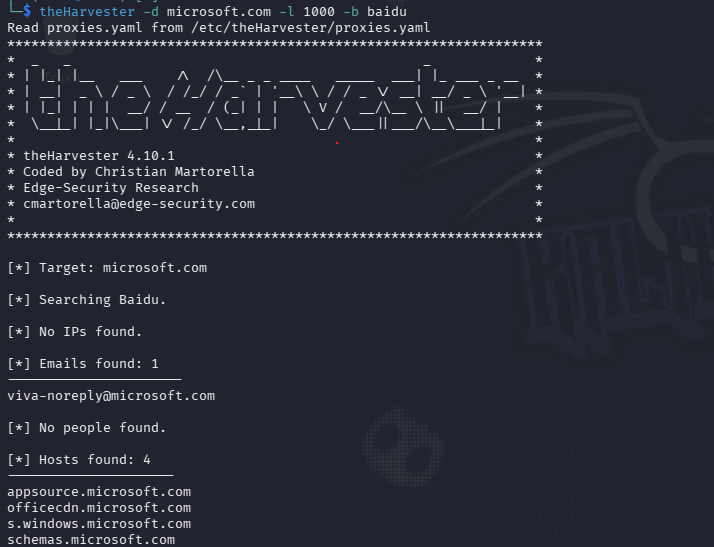 └─$ theHarvester -d microsoft.com -l 1000 -b baidu
Read proxies.yaml from /etc/theHarvester/proxies.yaml
*******************************************************************
theHarvester
* theHarvester 4.10.1 *
* Coded by Christian Martorella *
* Edge-Security Research *
* cmartorella@edge-security.com *
* *
*******************************************************************
[*] Target: microsoft.com
[*] Searching Baidu.
[*] No IPs found.
[*] Emails found: 1
----------------------
viva-noreply@microsoft.com
[*] No people found.
[*] Hosts found: 4
---------------------
appsource.microsoft.com
officecdn.microsoft.com
s.windows.microsoft.com
schemas.microsoft.com